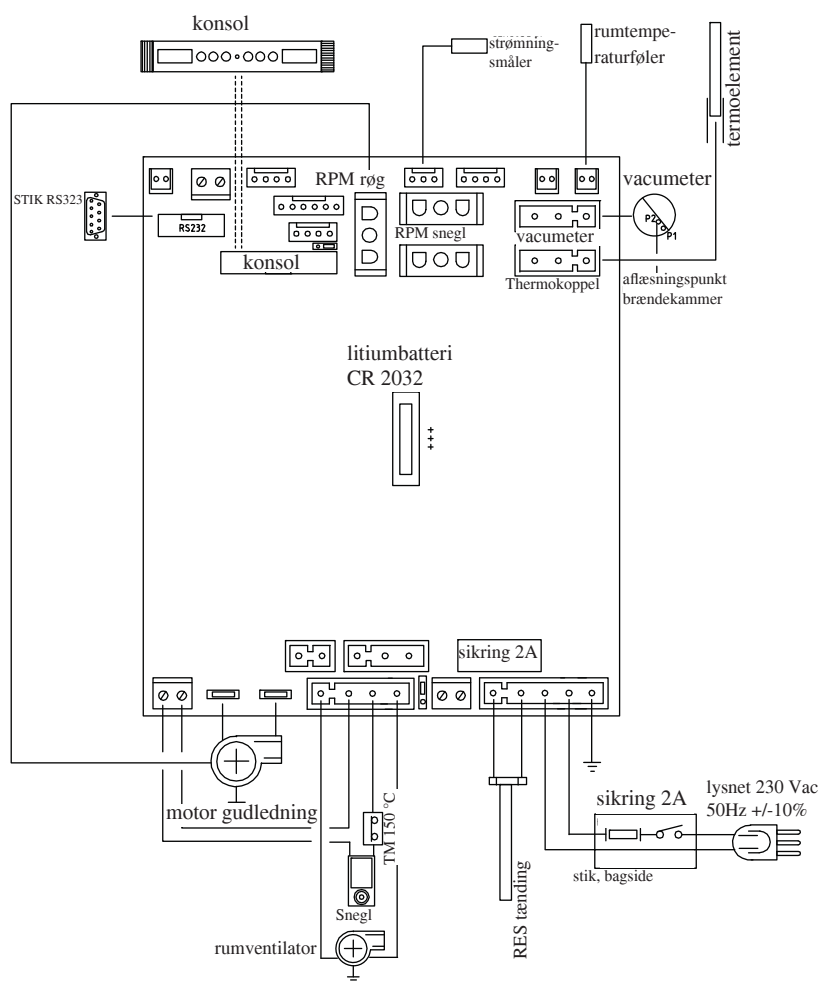 konsol
strømning-
småler
rumtempe-
raturføler
termoelement
RPM røg
vacumeter
STIK RS323
RS232
P2
P1
RPM snegl
vacumeter
konsol
Thermokoppel
aflæsningspunkt
brændekammer
litiumbatteri
CR 2032
+++
sikring 2A
motor gudledning
TM 150 °C
Snegl
rumventilator
RES tænding
sikring 2A
stik, bagside
lysnet 230 Vac
50Hz +/-10%